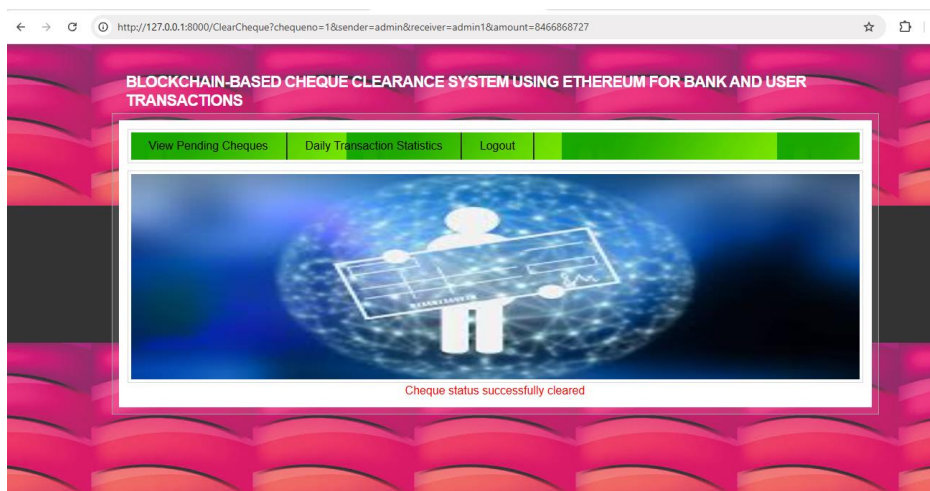 http://127.0.0.1:8000/ClearCheque?chequeno=1&sender=admin&receiver=admin1&amount=8466868727
BLOCKCHAIN-BASED CHEQUE CLEARANCE SYSTEM USING ETHEREUM FOR BANK AND USER
TRANSACTIONS
View Pending Cheques Daily Transaction Statistics Logout
Cheque status successfully cleared